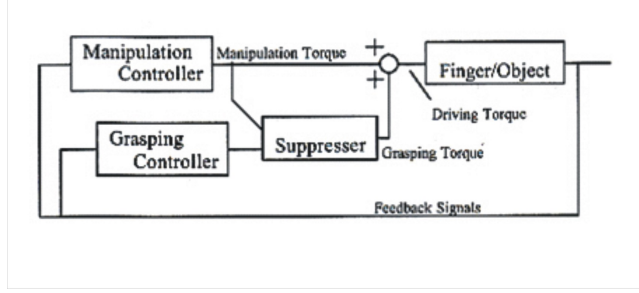 Manipulation
Controller
Manipulation Torque
+
+
Finger/Object
Driving Torque
Grasping
Controller
Suppresser
Grasping Torque
Feedback Signals